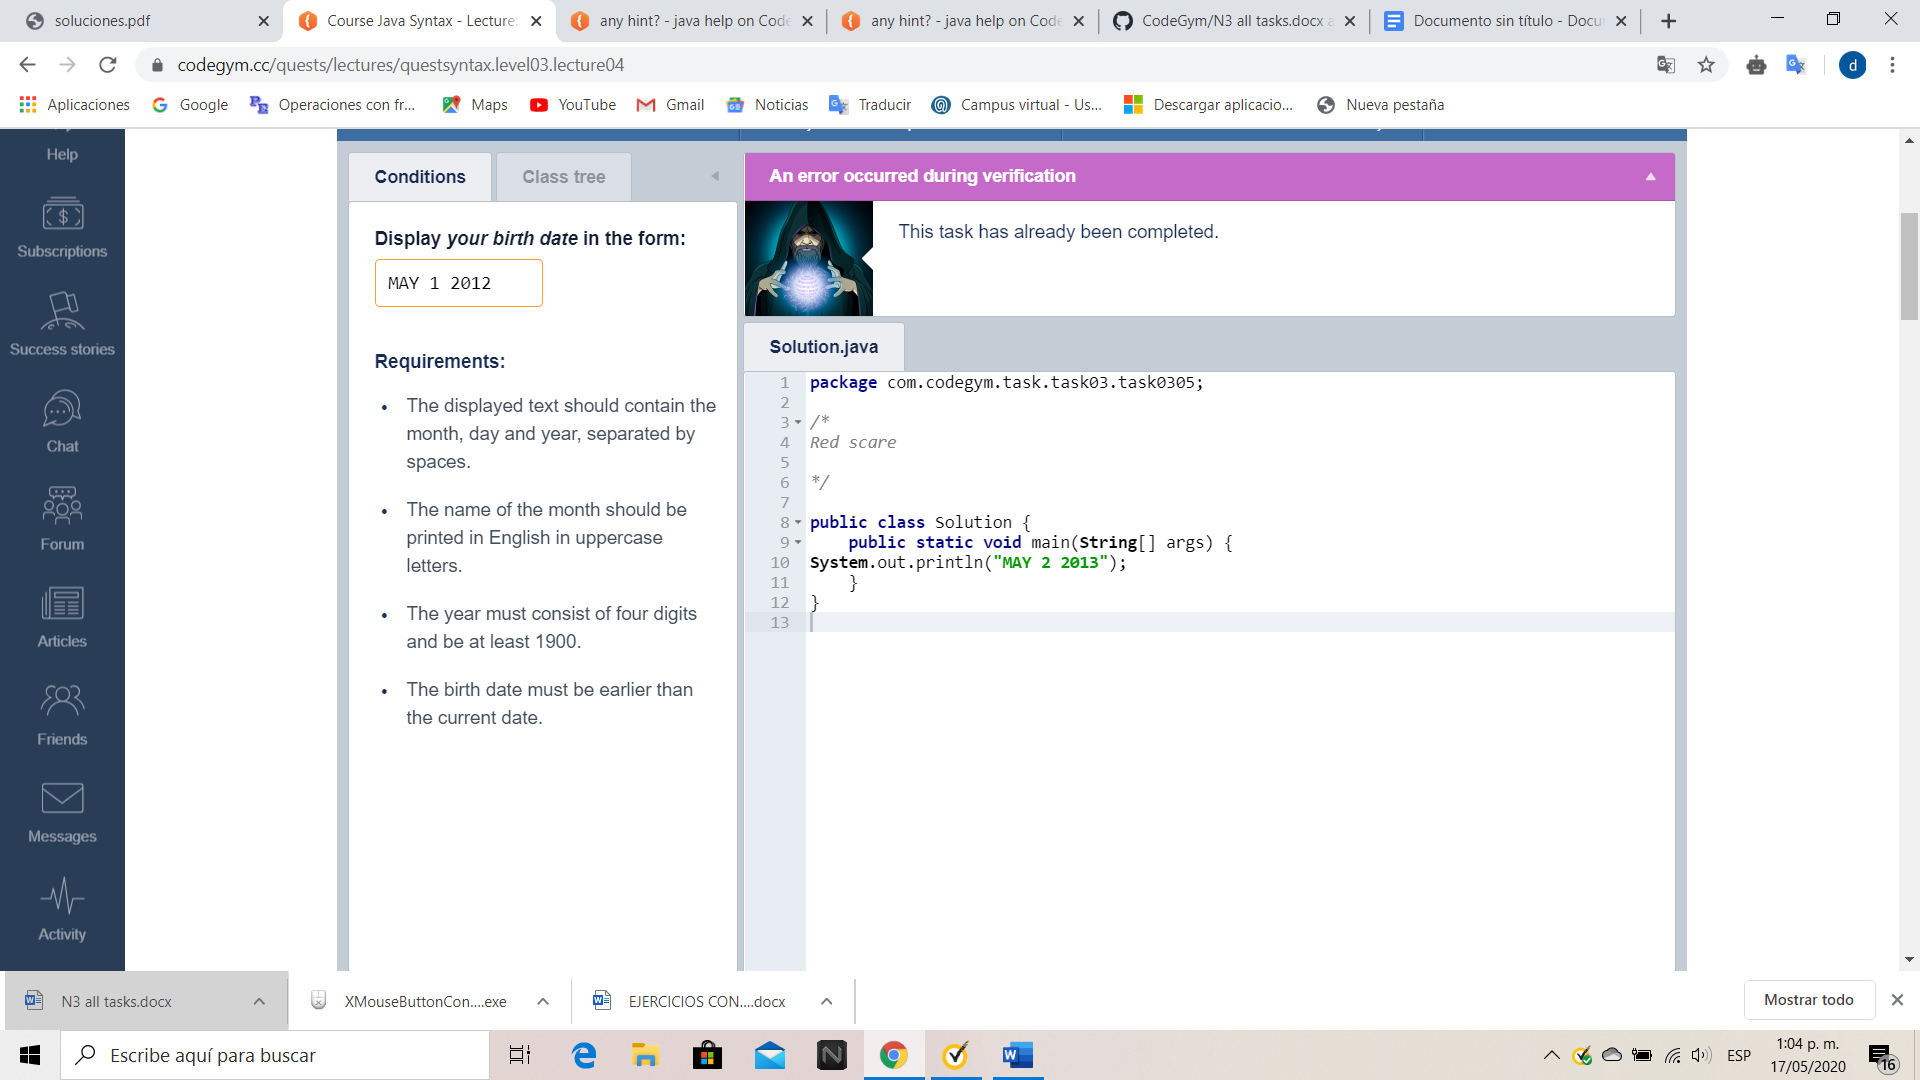 soluciones.pdf
Course Java Syntax - Lecture:
any hint? - java help on Code
any hint? - java help on Code
CodeGym/N3 all tasks.docx a
Documento sin título - Docu
codegym.cc/quests/lectures/questsyntax.level03.lecture04
d
Aplicaciones
Google
Operaciones con fr...
Maps
YouTube
Gmail
Noticias
Traducir
Campus virtual - Us...
Descargar aplicacio...
Nueva pestaña
Help
Subscriptions
Success stories
Chat
Forum
Articles
Friends
Messages
Activity
Conditions
Class tree
Display your birth date in the form:
MAY 1 2012
Requirements:
• The displayed text should contain the
month, day and year, separated by
spaces.
• The name of the month should be
printed in English in uppercase
letters.
• The year must consist of four digits
and be at least 1900.
• The birth date must be earlier than
the current date.
An error occurred during verification
This task has already been completed.
Solution.java
1 package com.codegym.task.task03.task0305;
2
3 /*
4 Red scare
5
6 */
7
8 public class Solution {
9 public static void main(String[] args) {
10 System.out.println("MAY 2 2013");
11 }
12 }
13
N3 all tasks.docx
XMouseButtonCon....exe
EJERCICIOS CON....docx
Mostrar todo
Escribe aquí para buscar
ESP
1:04 p. m.
17/05/2020
16